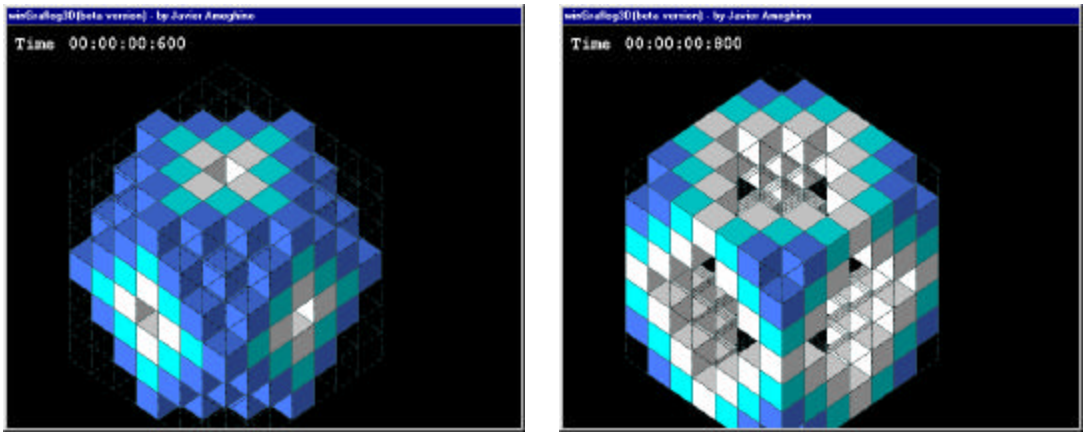 winGraflog3D(beta version) - by Javier Ameghino
Time 00:00:00:600
winGraflog3D(beta version) - by Javier Ameghino
Time 00:00:00:800